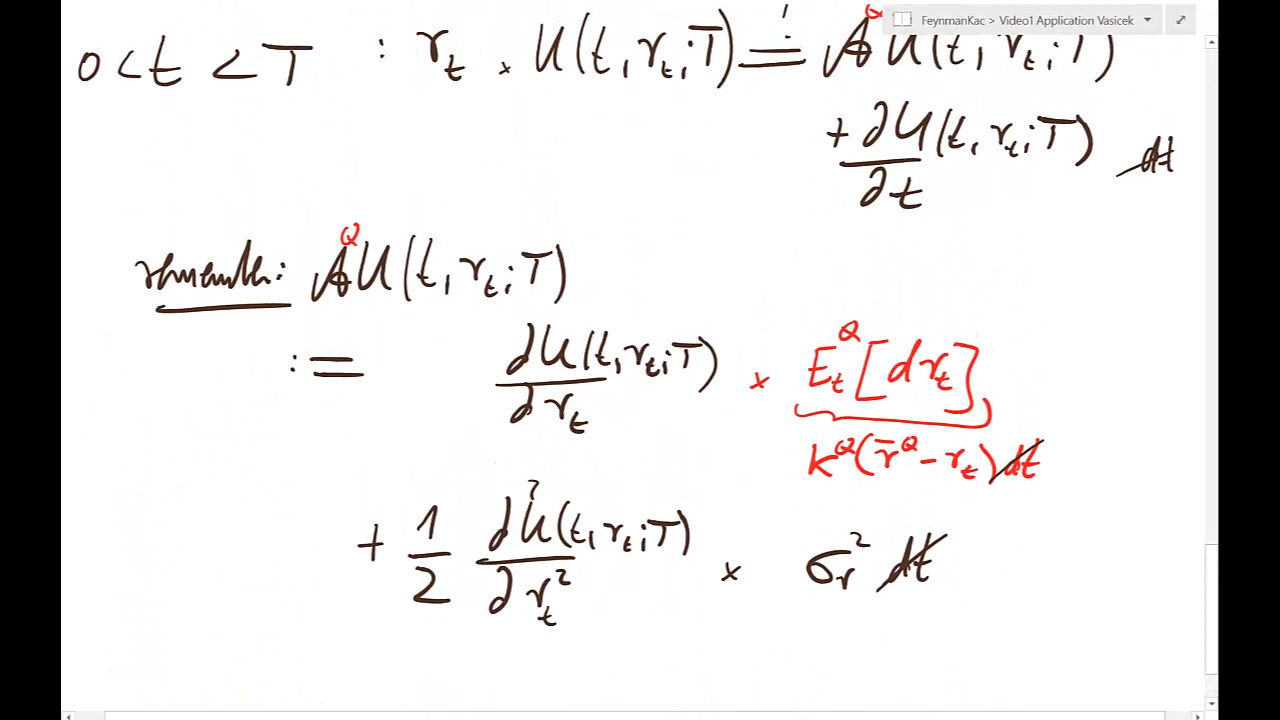 FeynmanKac > Video1 Application Vasicek
0 < t < T : r_t × U(t, r_t; T) =! A^Q U(t, r_t; T)
+ ∂U/∂t (t, r_t; T) dt
remember: A^Q U(t, r_t; T)
:= ∂U(t, r_t; T)/∂r_t × E_t^Q [dr_t]
k^Q (r̄^Q − r_t) dt
+ 1/2 ∂²U(t, r_t; T)/∂r_t² × σ_r² dt